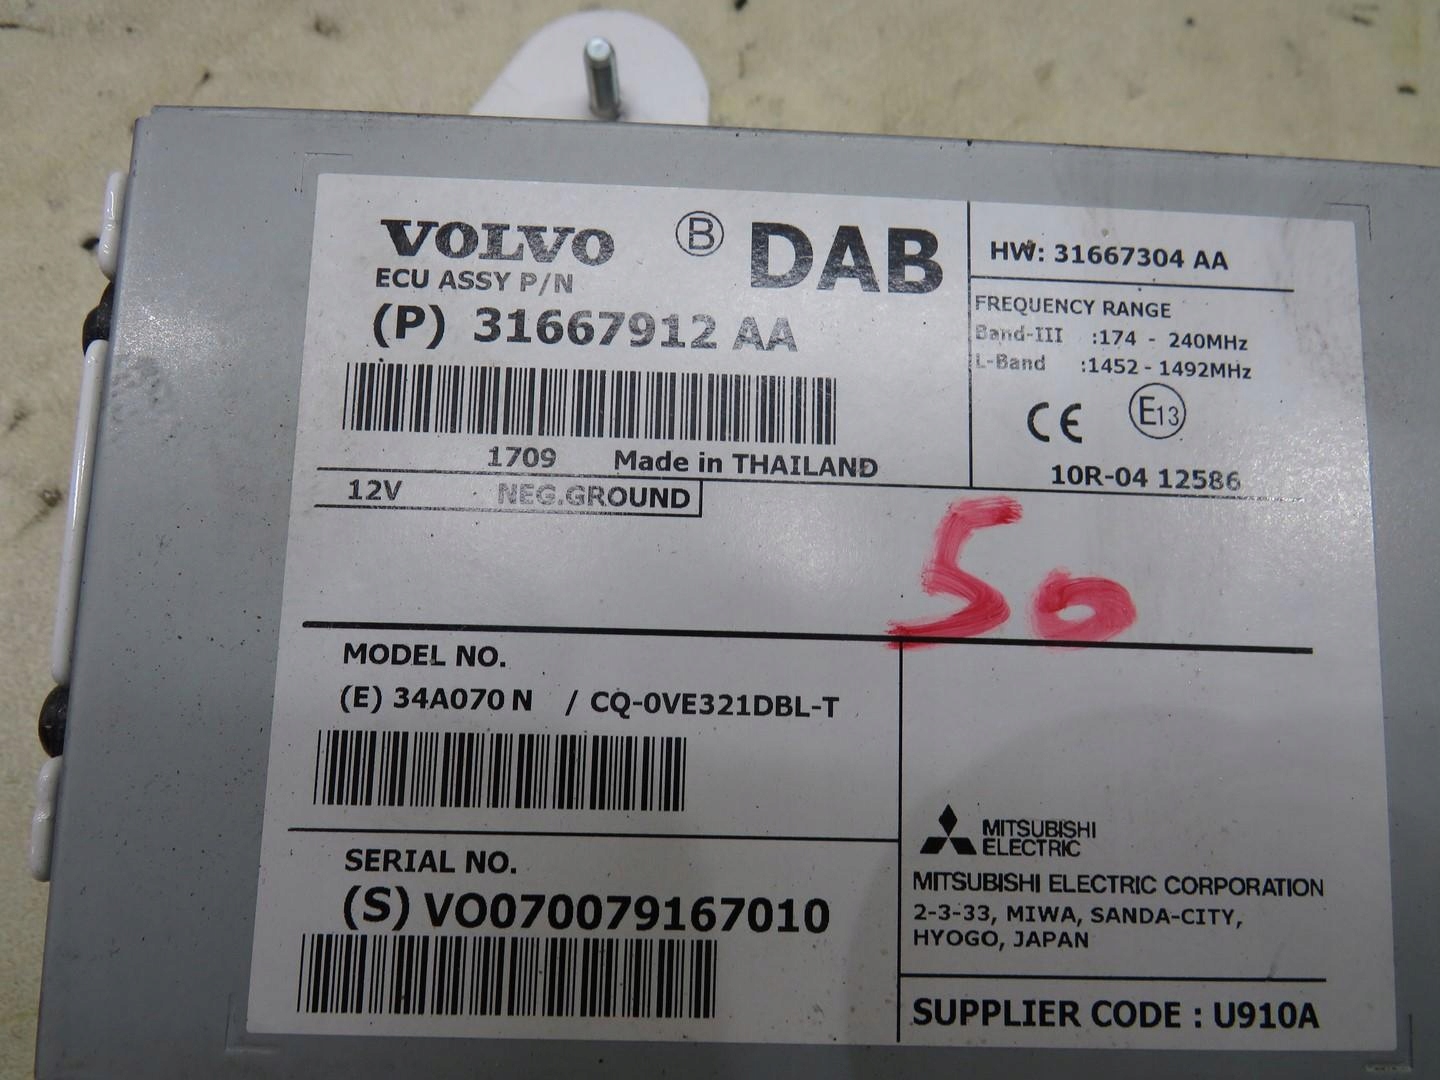 VOLVO B DAB
ECU ASSY P/N
(P) 31667912 AA
1709 Made in THAILAND
12V NEG.GROUND
HW: 31667304 AA
FREQUENCY RANGE
Band-III :174 - 240MHz
L-Band :1452 - 1492MHz
CE E13
10R-04 12586
50
MODEL NO.
(E) 34A070 N / CQ-0VE321DBL-T
SERIAL NO.
(S) VO070079167010
MITSUBISHI
ELECTRIC
MITSUBISHI ELECTRIC CORPORATION
2-3-33, MIWA, SANDA-CITY,
HYOGO, JAPAN
SUPPLIER CODE : U910A